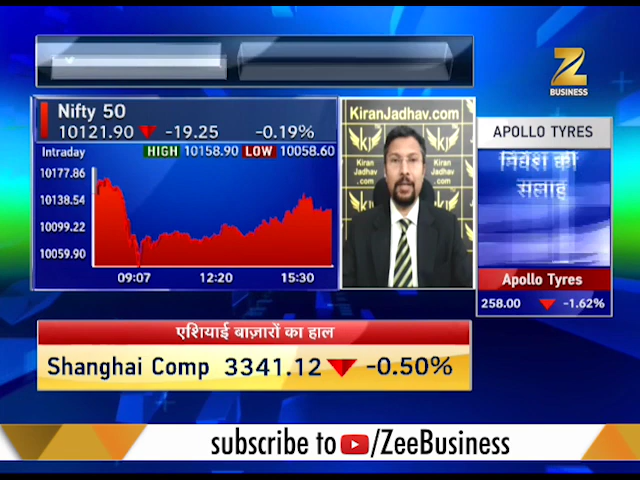 Z
BUSINESS
Nifty 50
10121.90 -19.25 -0.19%
Intraday HIGH 10158.90 LOW 10058.60
10177.86
10138.54
10099.22
10059.90
09:07 12:20 15:30
KiranJadhav.com
Kiran
Jadhav
.com
KJ
APOLLO TYRES
निवेश की
सलाह
Apollo Tyres
258.00 -1.62%
एशियाई बाज़ारों का हाल
Shanghai Comp 3341.12 -0.50%
subscribe to /ZeeBusiness